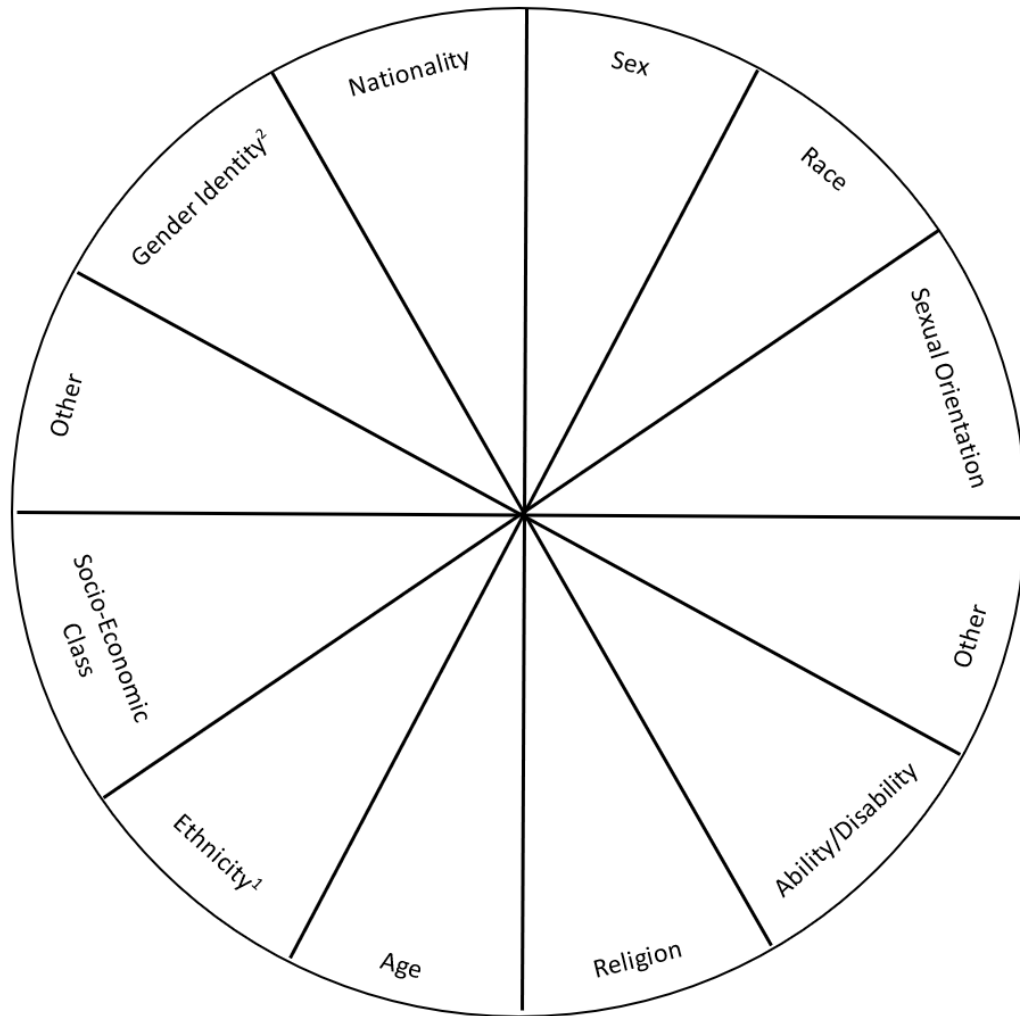 Nationality
Sex
Race
Sexual Orientation
Other
Ability/Disability
Religion
Age
Ethnicity¹
Socio-Economic
Class
Other
Gender Identity²